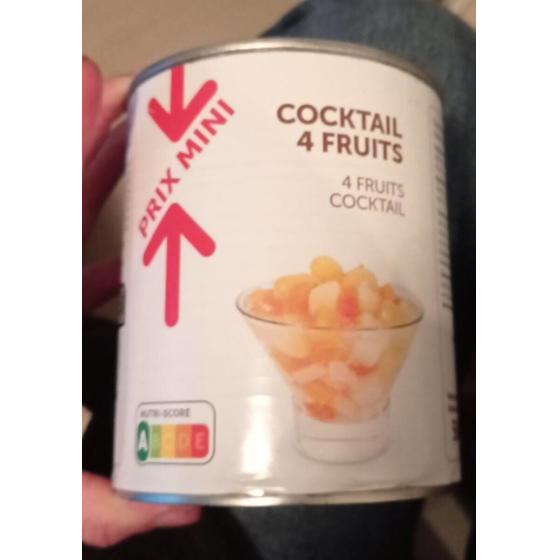 PRIX MINI
COCKTAIL
4 FRUITS
4 FRUITS
COCKTAIL
NUTRI-SCORE
A B C D E